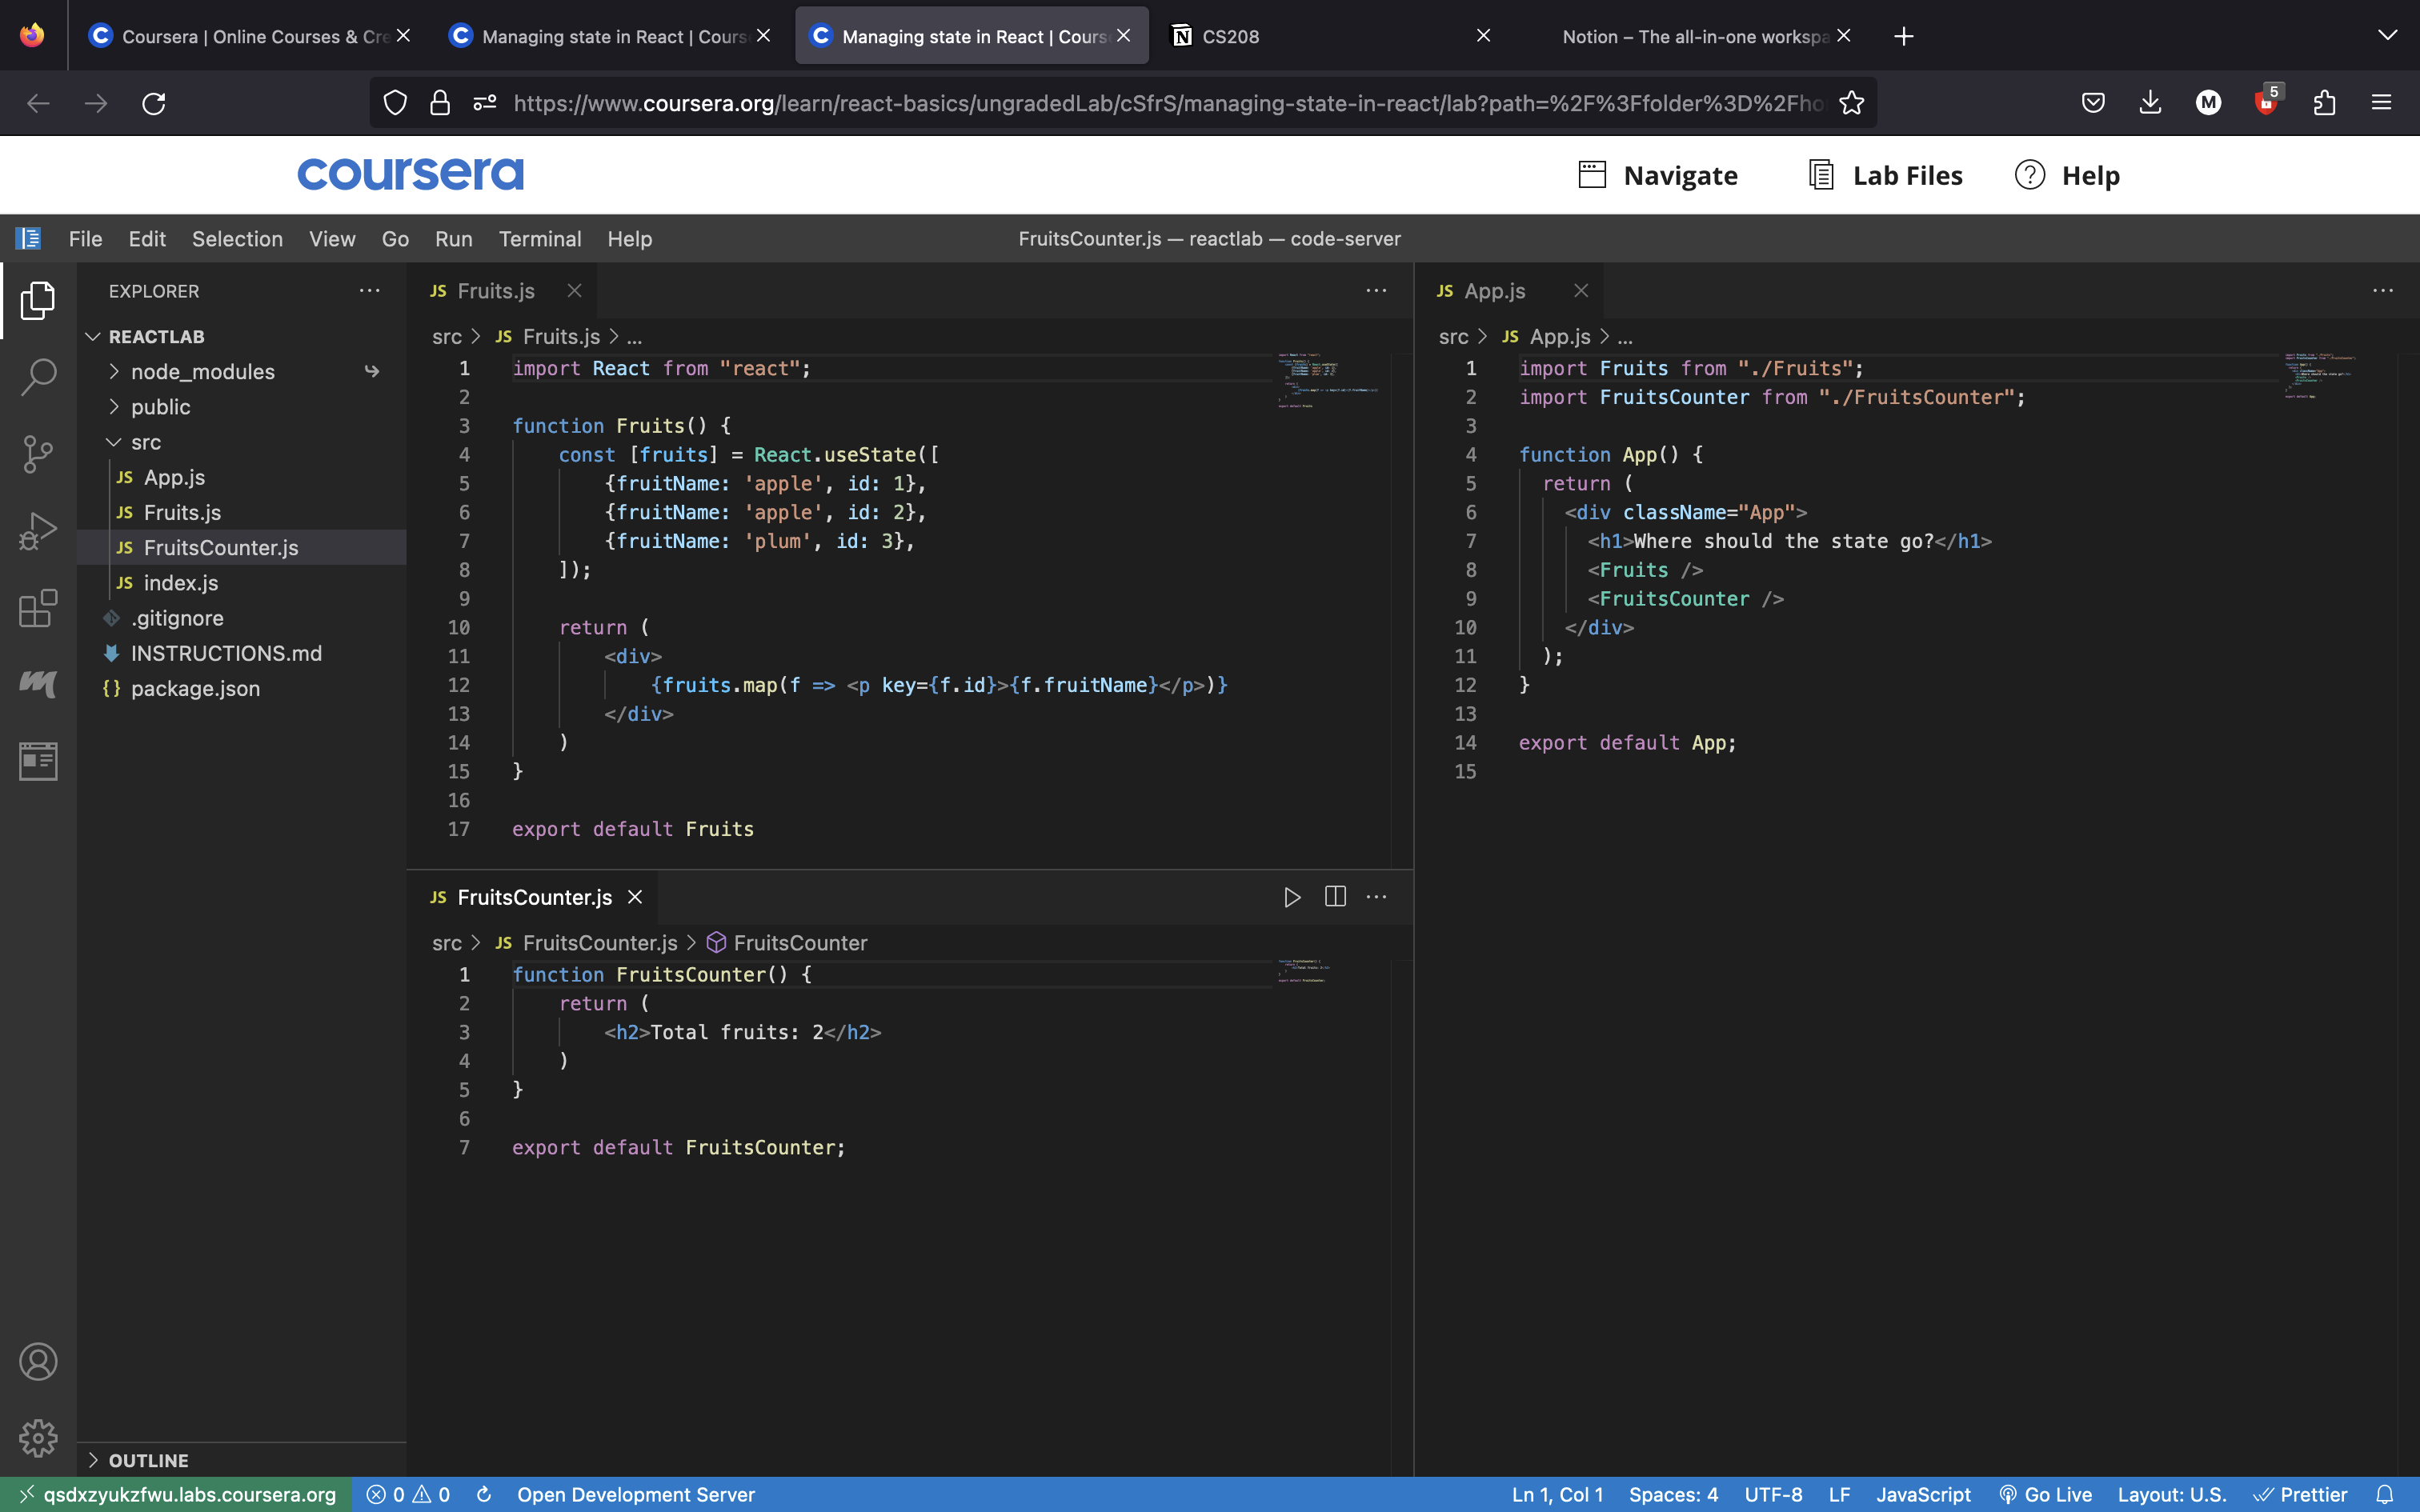 Coursera | Online Courses & Cre
Managing state in React | Cours
Managing state in React | Cours
CS208
Notion – The all-in-one workspa
https://www.coursera.org/learn/react-basics/ungradedLab/cSfrS/managing-state-in-react/lab?path=%2F%3Ffolder%3D%2Fho
M
5
coursera
Navigate
Lab Files
Help
File Edit Selection View Go Run Terminal Help
FruitsCounter.js — reactlab — code-server
EXPLORER
REACTLAB
node_modules
public
src
JS App.js
JS Fruits.js
JS FruitsCounter.js
JS index.js
.gitignore
INSTRUCTIONS.md
{} package.json
OUTLINE
JS Fruits.js
src > JS Fruits.js > ...
1 import React from "react";
2
3 function Fruits() {
4 const [fruits] = React.useState([
5 {fruitName: 'apple', id: 1},
6 {fruitName: 'apple', id: 2},
7 {fruitName: 'plum', id: 3},
8 ]);
9
10 return (
11 <div>
12 {fruits.map(f => <p key={f.id}>{f.fruitName}</p>)}
13 </div>
14 )
15 }
16
17 export default Fruits
JS FruitsCounter.js
src > JS FruitsCounter.js > FruitsCounter
1 function FruitsCounter() {
2 return (
3 <h2>Total fruits: 2</h2>
4 )
5 }
6
7 export default FruitsCounter;
JS App.js
src > JS App.js > ...
1 import Fruits from "./Fruits";
2 import FruitsCounter from "./FruitsCounter";
3
4 function App() {
5 return (
6 <div className="App">
7 <h1>Where should the state go?</h1>
8 <Fruits />
9 <FruitsCounter />
10 </div>
11 );
12 }
13
14 export default App;
15
qsdxzyukzfwu.labs.coursera.org
0 0
Open Development Server
Ln 1, Col 1
Spaces: 4
UTF-8
LF
JavaScript
Go Live
Layout: U.S.
Prettier